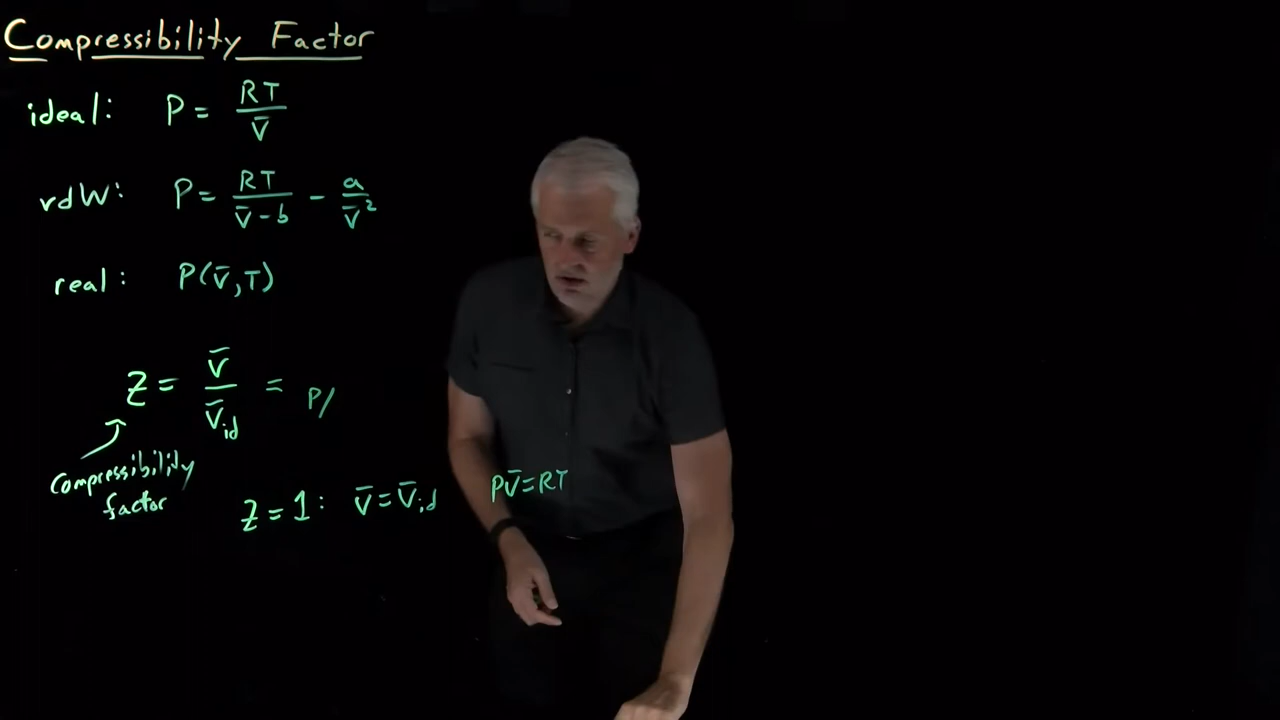 Compressibility Factor
ideal: P = RT / V̄
vdW: P = RT / (V̄ - b) - a / V̄²
real: P(V̄,T)
Z = V̄ / V̄id = P/
compressibility
factor
Z = 1: V̄ = V̄id PV̄=RT